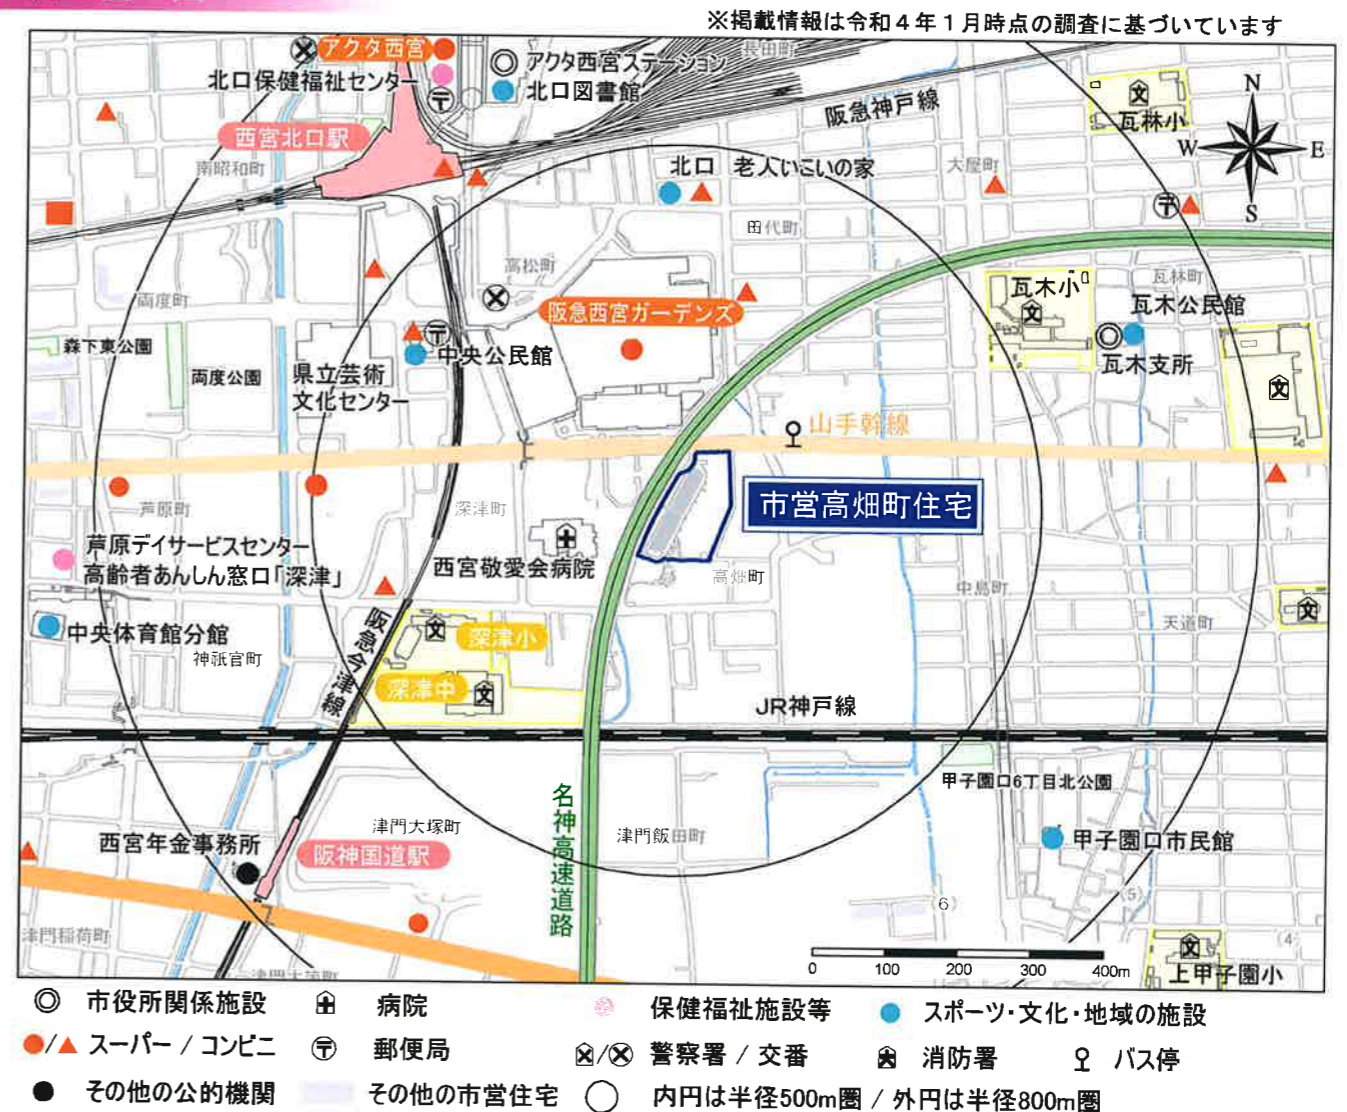 ※掲載情報は令和４年１月時点の調査に基づいています
アクタ西宮
北口保健福祉センター
アクタ西宮ステーション
北口図書館
長田町
阪急神戸線
瓦林小
N
W
E
S
西宮北口駅
南昭和町
北口 老人いこいの家
大屋町
田代町
高松町
両度町
阪急西宮ガーデンズ
瓦木小
瓦林町
瓦木公民館
瓦木支所
森下東公園
両度公園
県立芸術
文化センター
中央公民館
山手幹線
芦原町
深津町
市営高畑町住宅
芦原デイサービスセンター
高齢者あんしん窓口「深津」
西宮敬愛会病院
高畑町
中島町
天道町
中央体育館分館
神祇官町
阪急今津線
深津小
深津中
JR神戸線
甲子園口6丁目北公園
名神高速道路
津門大塚町
津門飯田町
西宮年金事務所
阪神国道駅
甲子園口市民館
(6)
(5)
(4)
津門稲荷町
0 100 200 300 400m
上甲子園小
市役所関係施設 病院 保健福祉施設等 スポーツ・文化・地域の施設
/ スーパー / コンビニ 郵便局 / 警察署 / 交番 消防署 バス停
その他の公的機関 その他の市営住宅 内円は半径500m圏 / 外円は半径800m圏